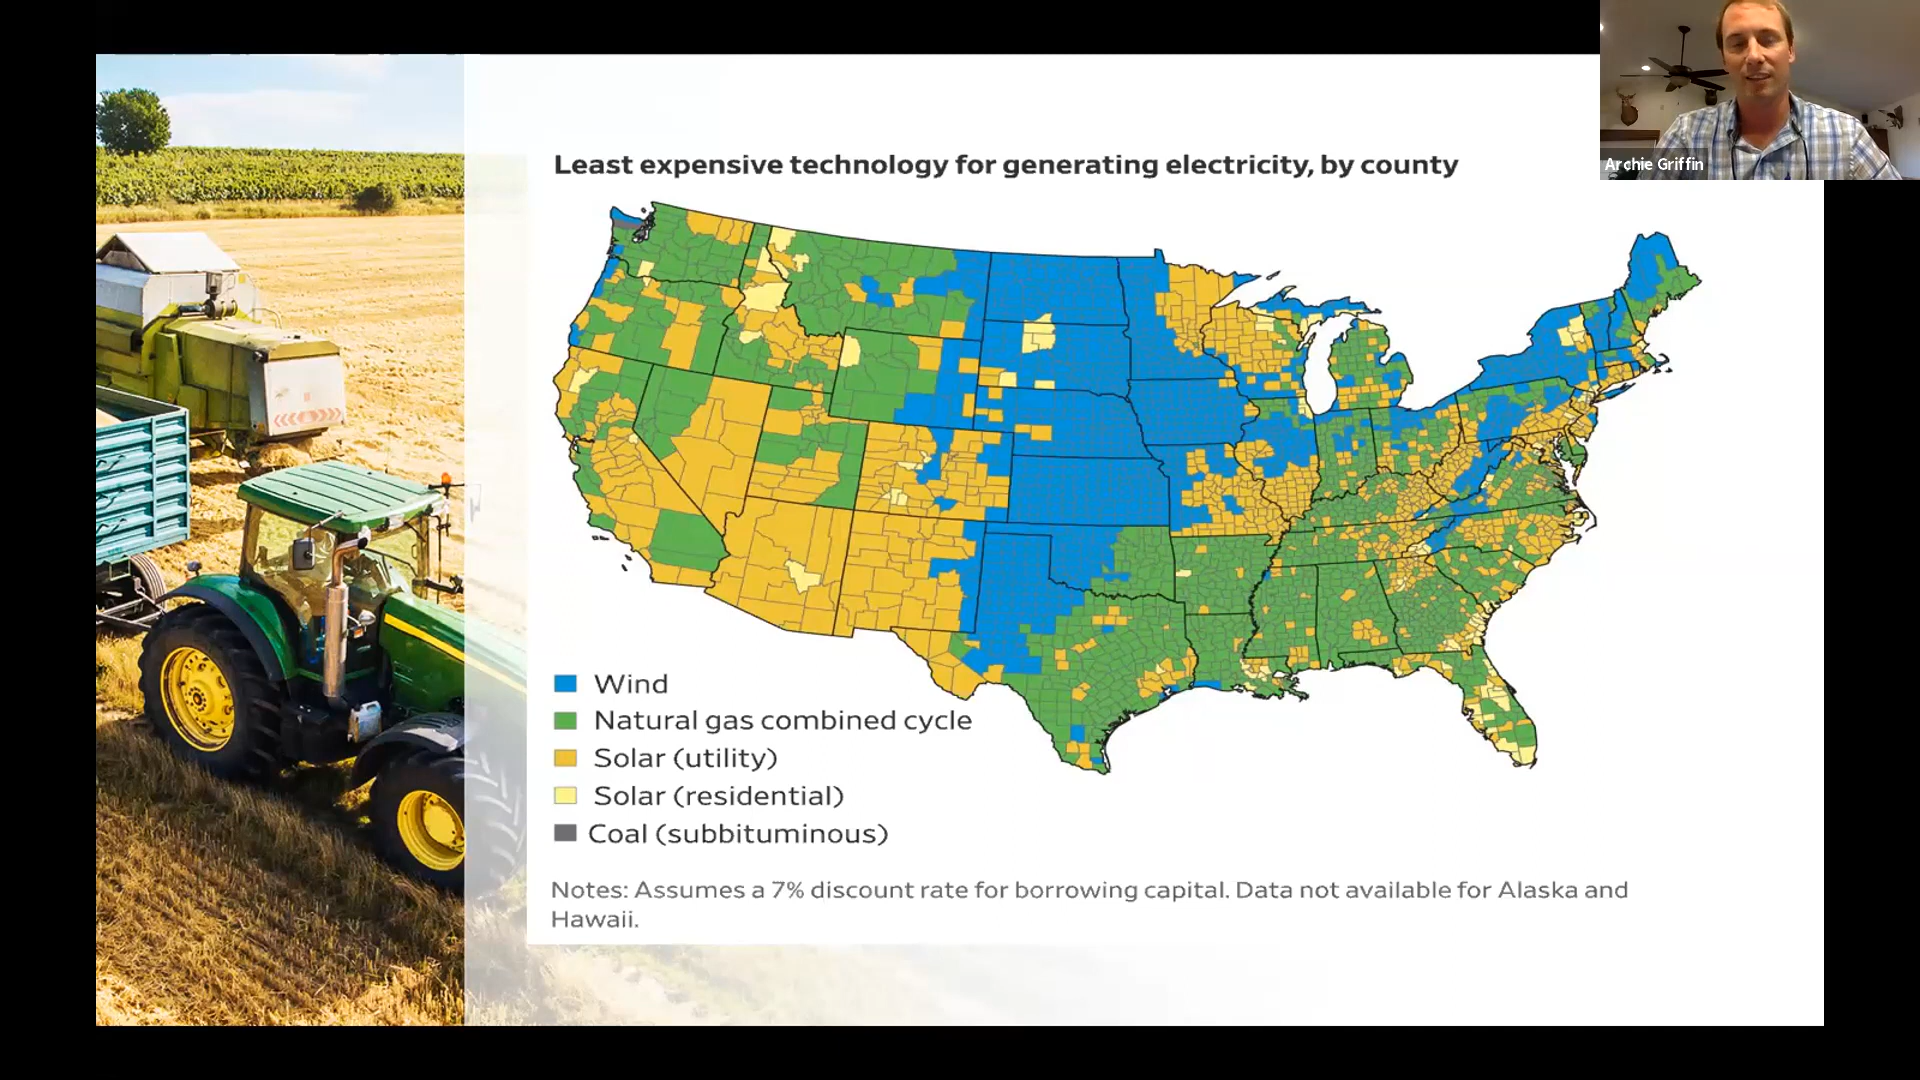 Archie Griffin
Least expensive technology for generating electricity, by county
Wind
Natural gas combined cycle
Solar (utility)
Solar (residential)
Coal (subbituminous)
Notes: Assumes a 7% discount rate for borrowing capital. Data not available for Alaska and
Hawaii.